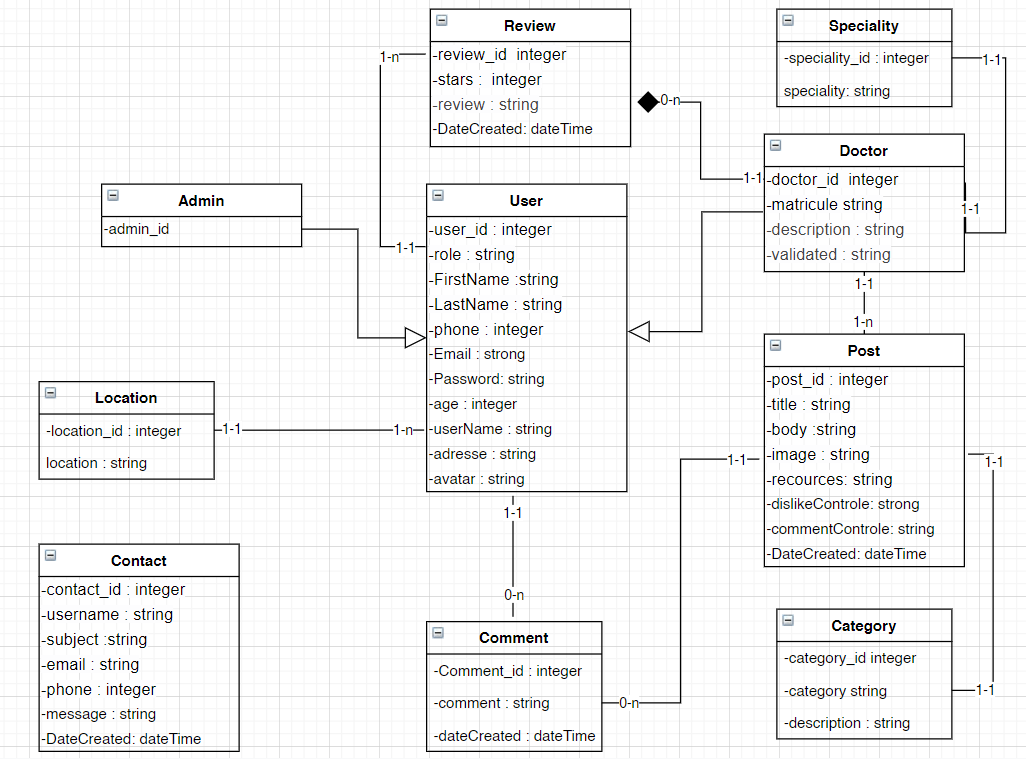 Review
-review_id integer
-stars : integer
-review : string
-DateCreated: dateTime
1-n
0-n
Speciality
-speciality_id : integer
speciality: string
1-1
Doctor
-doctor_id integer
-matricule string
-description : string
-validated : string
1-1
1-1
1-1
Admin
-admin_id
User
-user_id : integer
-role : string
-FirstName :string
-LastName : string
-phone : integer
-Email : strong
-Password: string
-age : integer
-userName : string
-adresse : string
-avatar : string
1-1
1-n
1-1
1-n
Post
-post_id : integer
-title : string
-body :string
-image : string
-recources: string
-dislikeControle: strong
-commentControle: string
-DateCreated: dateTime
1-1
1-1
Location
-location_id : integer
location : string
1-1
0-n
Contact
-contact_id : integer
-username : string
-subject :string
-email : string
-phone : integer
-message : string
-DateCreated: dateTime
Comment
-Comment_id : integer
-comment : string
-dateCreated : dateTime
0-n
Category
-category_id integer
-category string
-description : string
1-1